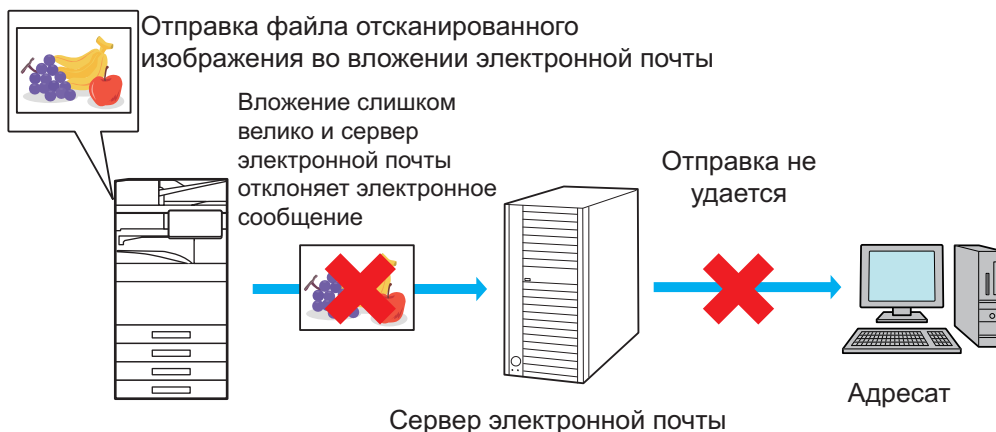 Отправка файла отсканированного
изображения во вложении электронной почты
Вложение слишком
велико и сервер
электронной почты
отклоняет электронное
сообщение
Отправка не
удается
Адресат
Сервер электронной почты